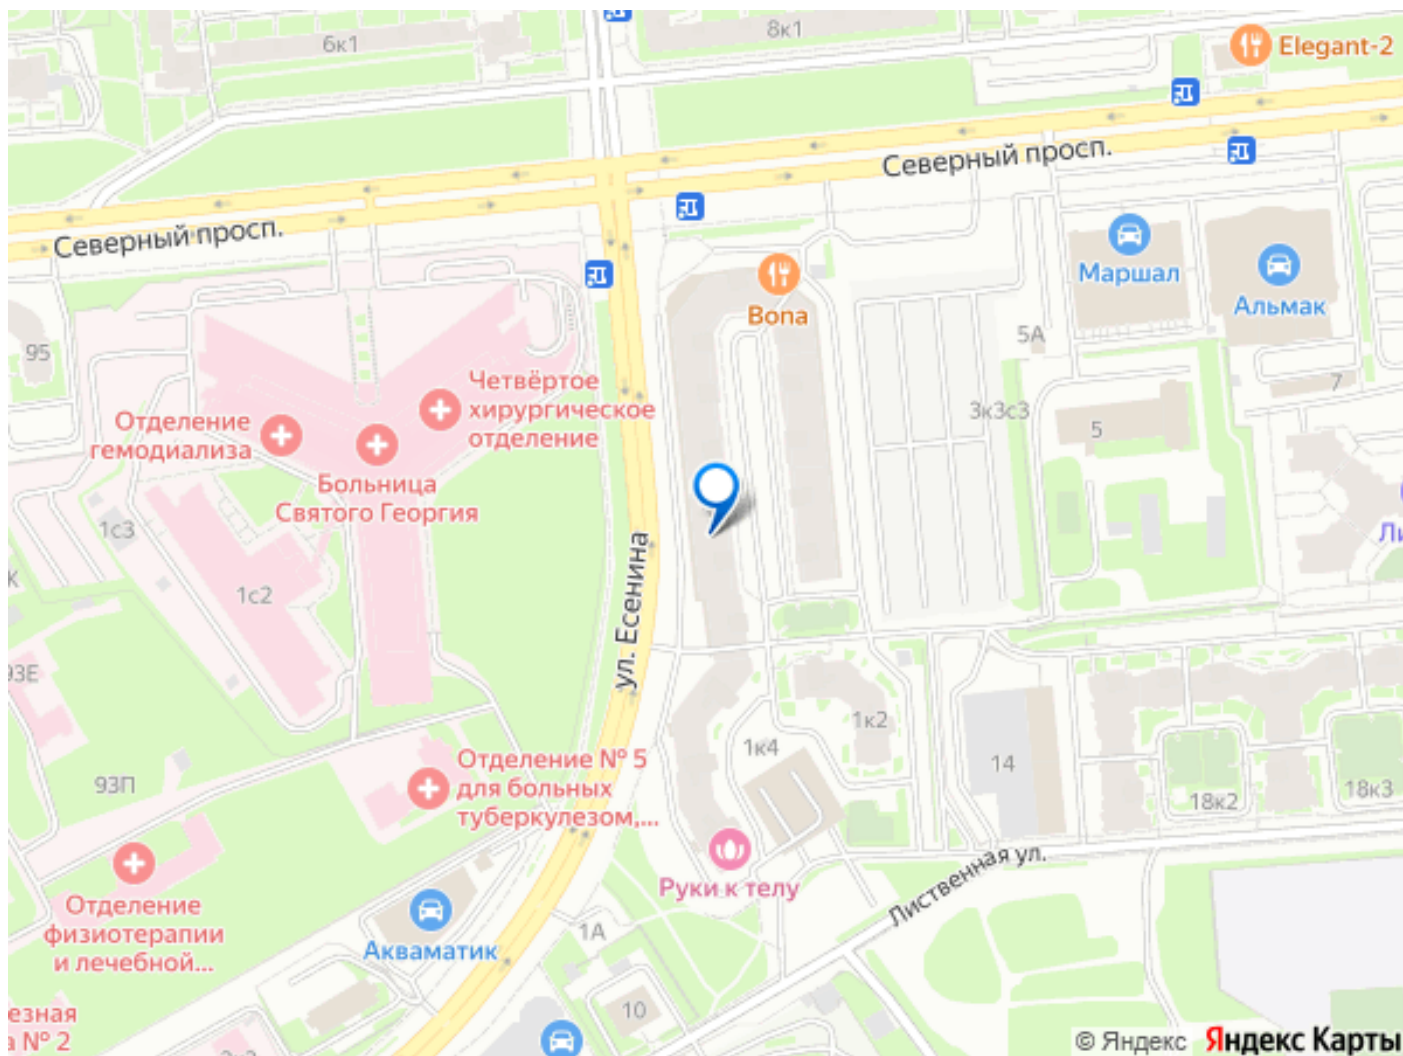 6к1
8к1
Elegant-2
Северный просп.
Северный просп.
Маршал
Альмак
Bona
95
5А
7
Четвёртое
хирургическое
отделение
Отделение
гемодиализа
3к3с3
5
Больница
Святого Георгия
1с3
1с2
ул. Есенина
93Е
1к2
1к4
14
Отделение № 5
для больных
туберкулезом,...
93П
18к2
18к3
Руки к телу
Лиственная ул.
Отделение
физиотерапии
и лечебной...
Акваматик
1А
10
езная
№ 2
© Яндекс Яндекс Карты